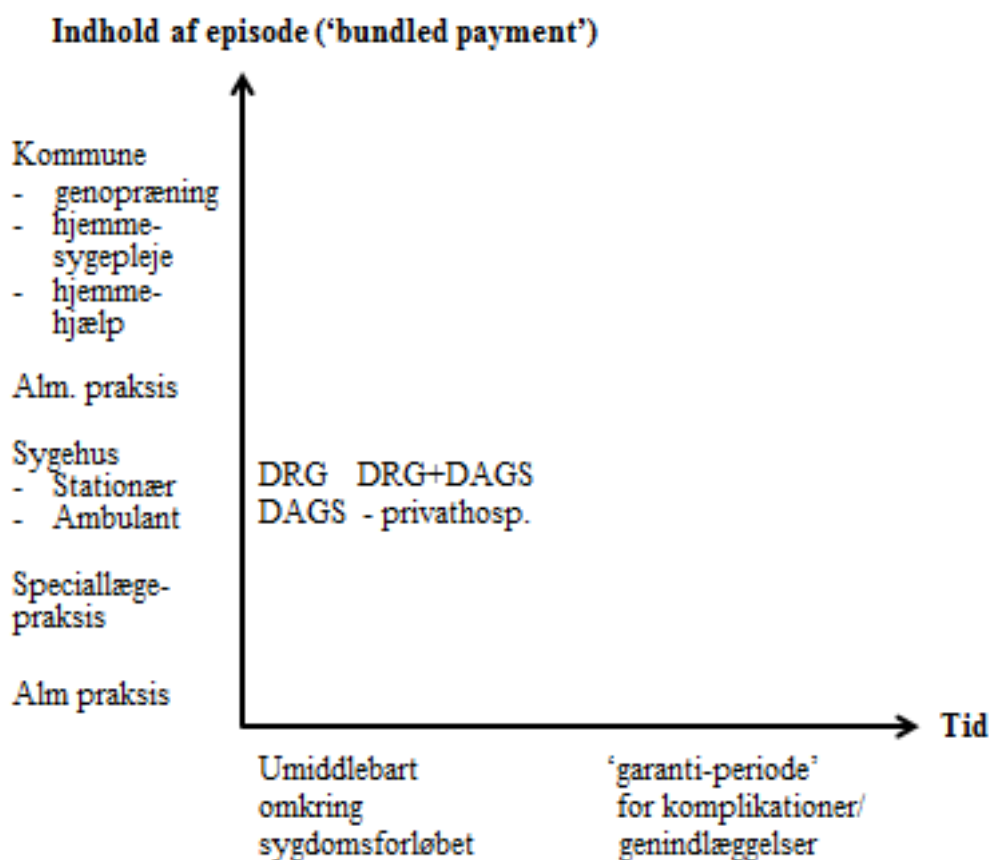 Indhold af episode (‘bundled payment’)
Kommune
- genopræning
- hjemme-
sygepleje
- hjemme-
hjælp
Alm. praksis
Sygehus
- Stationær
- Ambulant
DRG DRG+DAGS
DAGS - privathosp.
Speciallæge-
praksis
Alm praksis
Tid
Umiddlebart
omkring
sygdomsforløbet
‘garanti-periode’
for komplikationer/
genindlæggelser